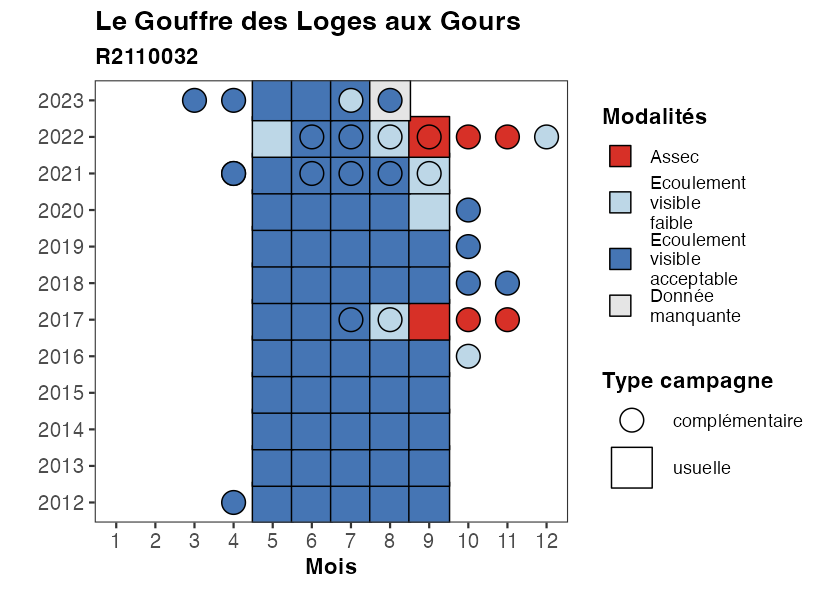 Le Gouffre des Loges aux Gours
R2110032
2023
2022
2021
2020
2019
2018
2017
2016
2015
2014
2013
2012
1 2 3 4 5 6 7 8 9 10 11 12
Mois
Modalités
Assec
Ecoulement
visible
faible
Ecoulement
visible
acceptable
Donnée
manquante
Type campagne
complémentaire
usuelle